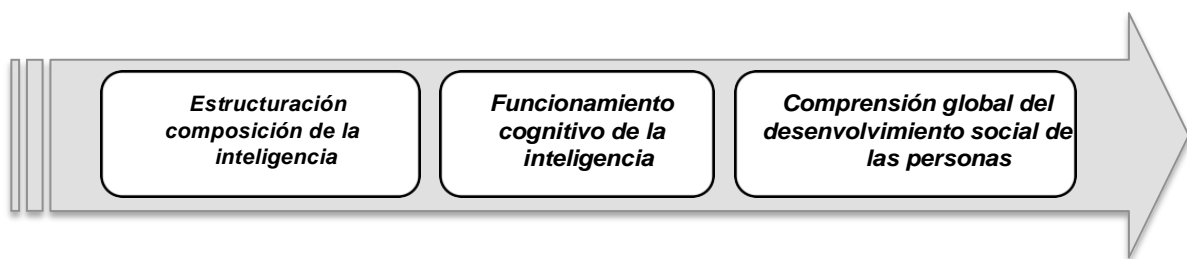 Estructuración
composición de la
inteligencia
Funcionamiento
cognitivo de la
inteligencia
Comprensión global del
desenvolvimiento social de
las personas